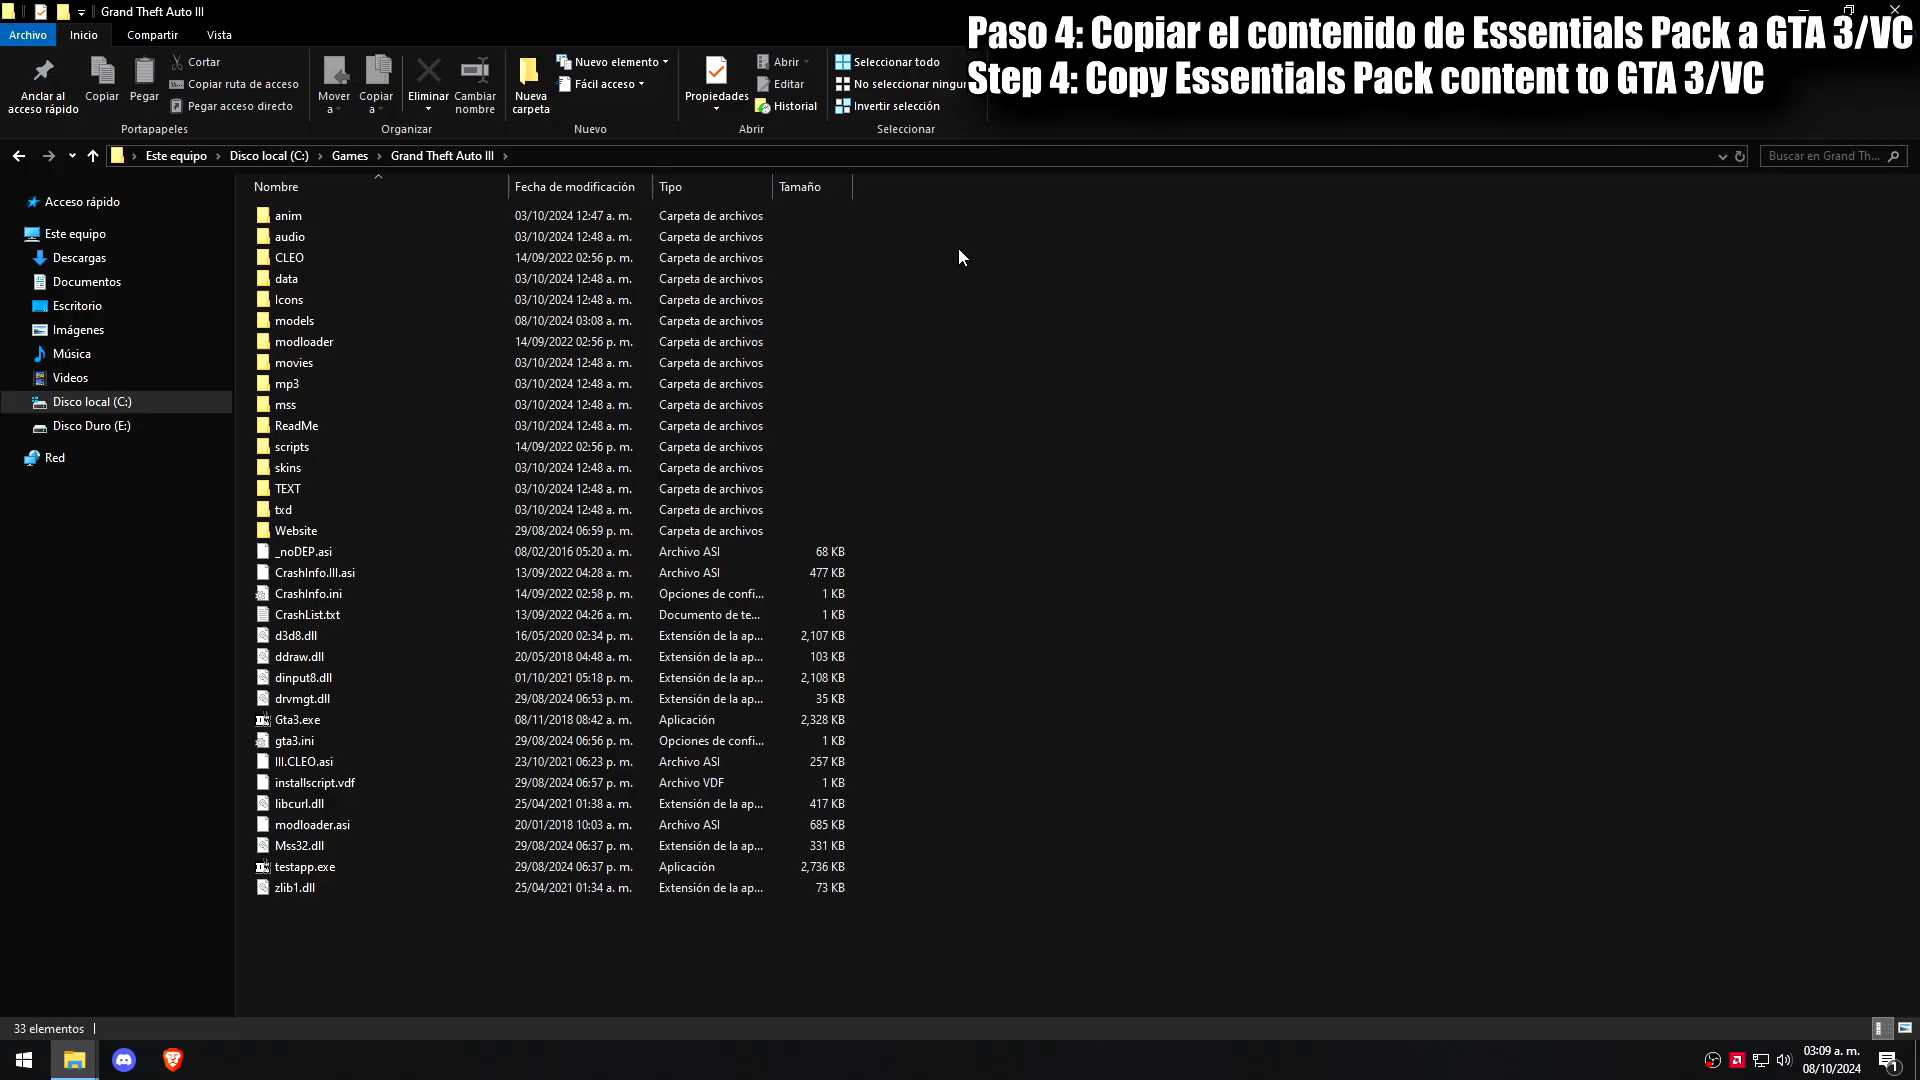 Grand Theft Auto III
Paso 4: Copiar el contenido de Essentials Pack a GTA 3/VC
Step 4: Copy Essentials Pack content to GTA 3/VC
Archivo Inicio Compartir Vista
Anclar al acceso rápido
Copiar
Pegar
Cortar
Copiar ruta de acceso
Pegar acceso directo
Portapapeles
Mover a
Copiar a
Eliminar
Cambiar nombre
Organizar
Nueva carpeta
Nuevo elemento
Fácil acceso
Nuevo
Propiedades
Abrir
Editar
Historial
Abrir
Seleccionar todo
No seleccionar ningu
Invertir selección
Seleccionar
Este equipo Disco local (C:) Games Grand Theft Auto III
Buscar en Grand Th...
Acceso rápido
Este equipo
Descargas
Documentos
Escritorio
Imágenes
Música
Videos
Disco local (C:)
Disco Duro (E:)
Red
Nombre Fecha de modificación Tipo Tamaño
anim 03/10/2024 12:47 a. m. Carpeta de archivos
audio 03/10/2024 12:48 a. m. Carpeta de archivos
CLEO 14/09/2022 02:56 p. m. Carpeta de archivos
data 03/10/2024 12:48 a. m. Carpeta de archivos
Icons 03/10/2024 12:48 a. m. Carpeta de archivos
models 08/10/2024 03:08 a. m. Carpeta de archivos
modloader 14/09/2022 02:56 p. m. Carpeta de archivos
movies 03/10/2024 12:48 a. m. Carpeta de archivos
mp3 03/10/2024 12:48 a. m. Carpeta de archivos
mss 03/10/2024 12:48 a. m. Carpeta de archivos
ReadMe 03/10/2024 12:48 a. m. Carpeta de archivos
scripts 14/09/2022 02:56 p. m. Carpeta de archivos
skins 03/10/2024 12:48 a. m. Carpeta de archivos
TEXT 03/10/2024 12:48 a. m. Carpeta de archivos
txd 03/10/2024 12:48 a. m. Carpeta de archivos
Website 29/08/2024 06:59 p. m. Carpeta de archivos
_noDEP.asi 08/02/2016 05:20 a. m. Archivo ASI 68 KB
CrashInfo.III.asi 13/09/2022 04:28 a. m. Archivo ASI 477 KB
CrashInfo.ini 14/09/2022 02:58 p. m. Opciones de confi... 1 KB
CrashList.txt 13/09/2022 04:26 a. m. Documento de te... 1 KB
d3d8.dll 16/05/2020 02:34 p. m. Extensión de la ap... 2,107 KB
ddraw.dll 20/05/2018 04:48 a. m. Extensión de la ap... 103 KB
dinput8.dll 01/10/2021 05:18 p. m. Extensión de la ap... 2,108 KB
drvmgt.dll 29/08/2024 06:53 p. m. Extensión de la ap... 35 KB
Gta3.exe 08/11/2018 08:42 a. m. Aplicación 2,328 KB
gta3.ini 29/08/2024 06:56 p. m. Opciones de confi... 1 KB
III.CLEO.asi 23/10/2021 06:23 p. m. Archivo ASI 257 KB
installscript.vdf 29/08/2024 06:57 p. m. Archivo VDF 1 KB
libcurl.dll 25/04/2021 01:38 a. m. Extensión de la ap... 417 KB
modloader.asi 20/01/2018 10:03 a. m. Archivo ASI 685 KB
Mss32.dll 29/08/2024 06:37 p. m. Extensión de la ap... 331 KB
testapp.exe 29/08/2024 06:37 p. m. Aplicación 2,736 KB
zlib1.dll 25/04/2021 01:34 a. m. Extensión de la ap... 73 KB
33 elementos
03:09 a. m.
08/10/2024
1